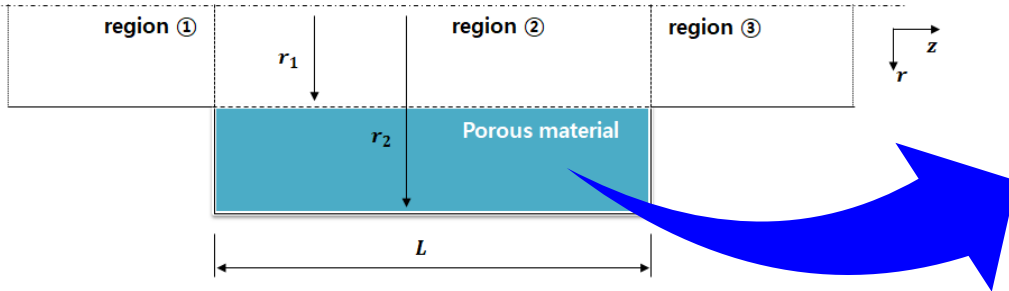 region ① region ② region ③
z
r₁
r
Porous material
r₂
L